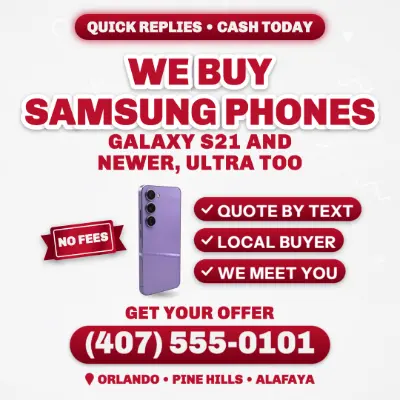 QUICK REPLIES • CASH TODAY
WE BUY
SAMSUNG PHONES
GALAXY S21 AND
NEWER, ULTRA TOO
NO FEES
✓ QUOTE BY TEXT
✓ LOCAL BUYER
✓ WE MEET YOU
GET YOUR OFFER
(407) 555-0101
ORLANDO • PINE HILLS • ALAFAYA